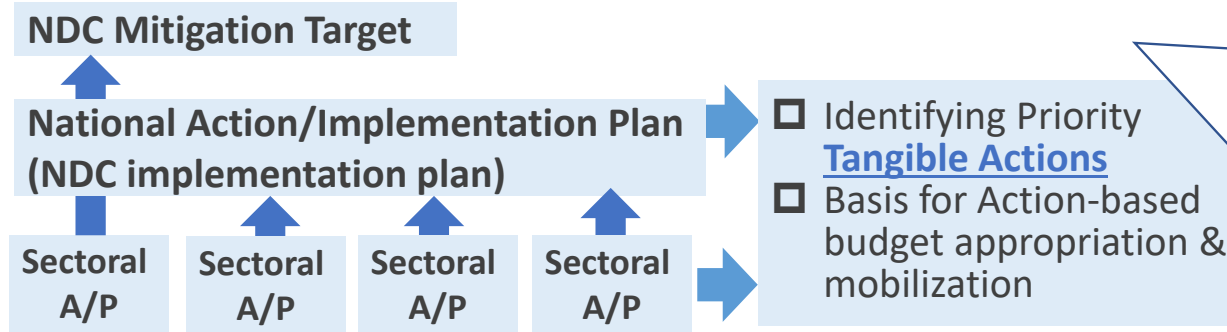 NDC Mitigation Target
National Action/Implementation Plan
(NDC implementation plan)
Sectoral
A/P
Sectoral
A/P
Sectoral
A/P
Sectoral
A/P
Identifying Priority
Tangible Actions
Basis for Action-based
budget appropriation &
mobilization